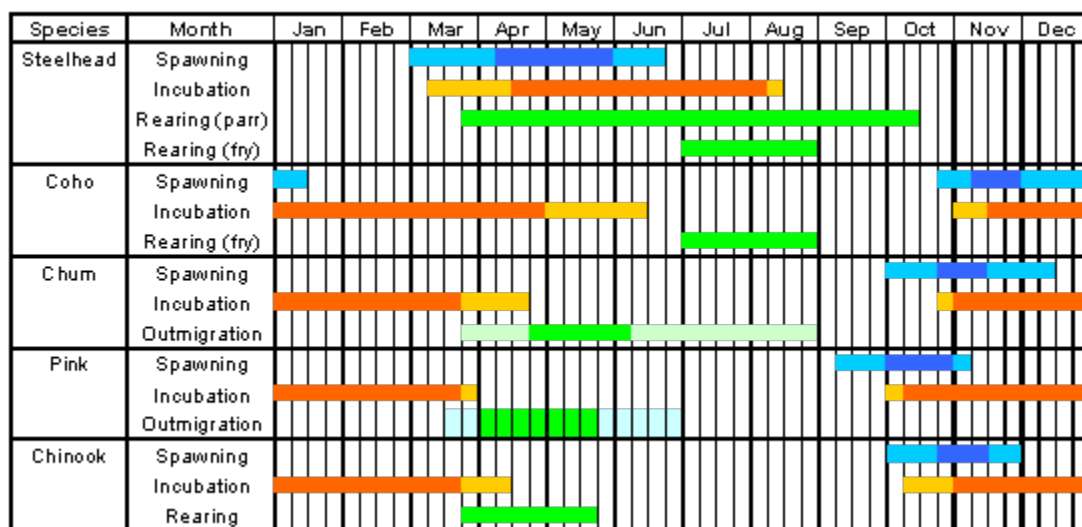 Species Month Jan Feb Mar Apr May Jun Jul Aug Sep Oct Nov Dec
Steelhead Spawning
Incubation
Rearing (parr)
Rearing (fry)
Coho Spawning
Incubation
Rearing (fry)
Chum Spawning
Incubation
Outmigration
Pink Spawning
Incubation
Outmigration
Chinook Spawning
Incubation
Rearing